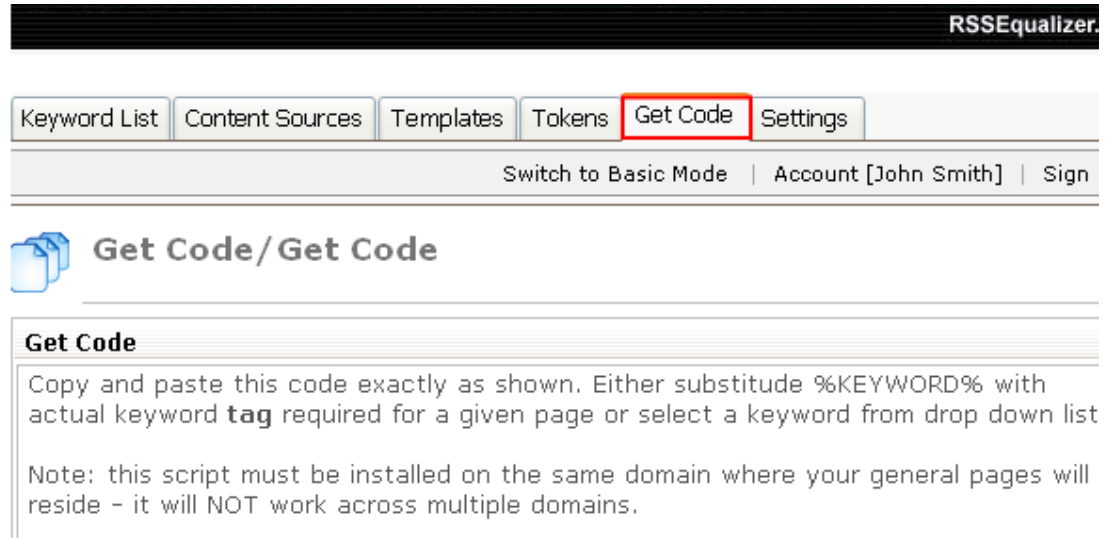 RSSEqualizer.
Keyword List Content Sources Templates Tokens Get Code Settings
Switch to Basic Mode | Account [John Smith] | Sign
Get Code/Get Code
Get Code
Copy and paste this code exactly as shown. Either substitude %KEYWORD% with
actual keyword tag required for a given page or select a keyword from drop down list
Note: this script must be installed on the same domain where your general pages will
reside – it will NOT work across multiple domains.